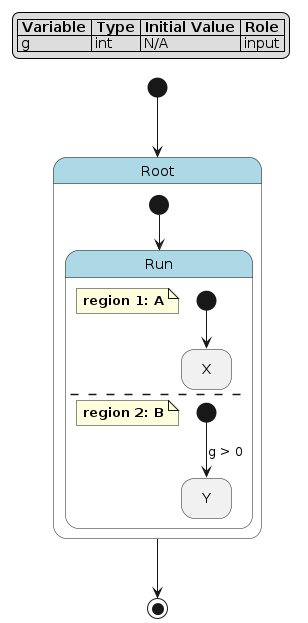 Variable Type Initial Value Role
g int N/A input
Root
Run
region 1: A
X
region 2: B
g > 0
Y